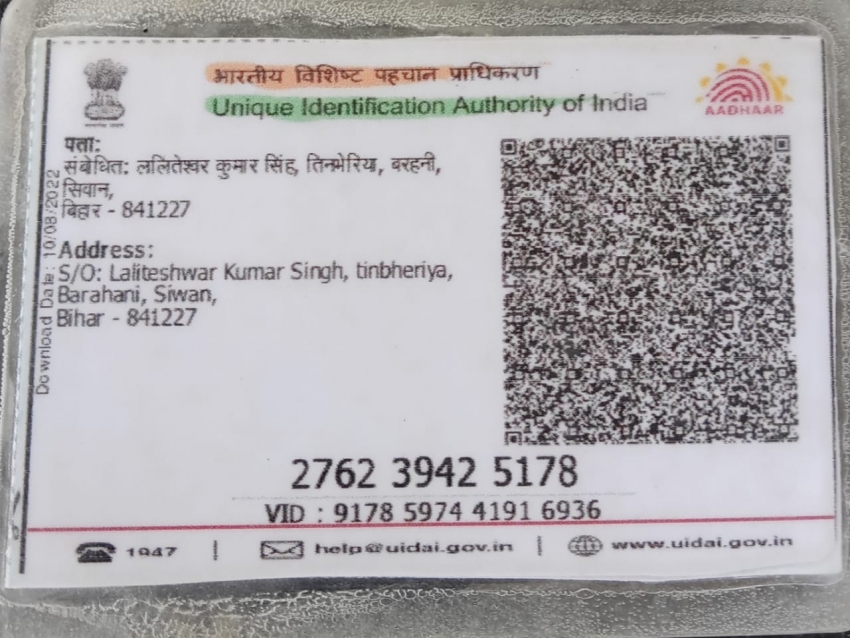 भारतीय विशिष्ट पहचान प्राधिकरण
Unique Identification Authority of India
AADHAAR
पता:
संबोधित: ललितेश्वर कुमार सिंह, तिनभेरिया, बरहनी,
सिवान,
बिहार - 841227
Address:
S/O: Laliteshwar Kumar Singh, tinbheriya,
Barahani, Siwan,
Bihar - 841227
Download Date: 10/08/2022
2762 3942 5178
VID : 9178 5974 4191 6936
1947 | help@uidai.gov.in | www.uidai.gov.in